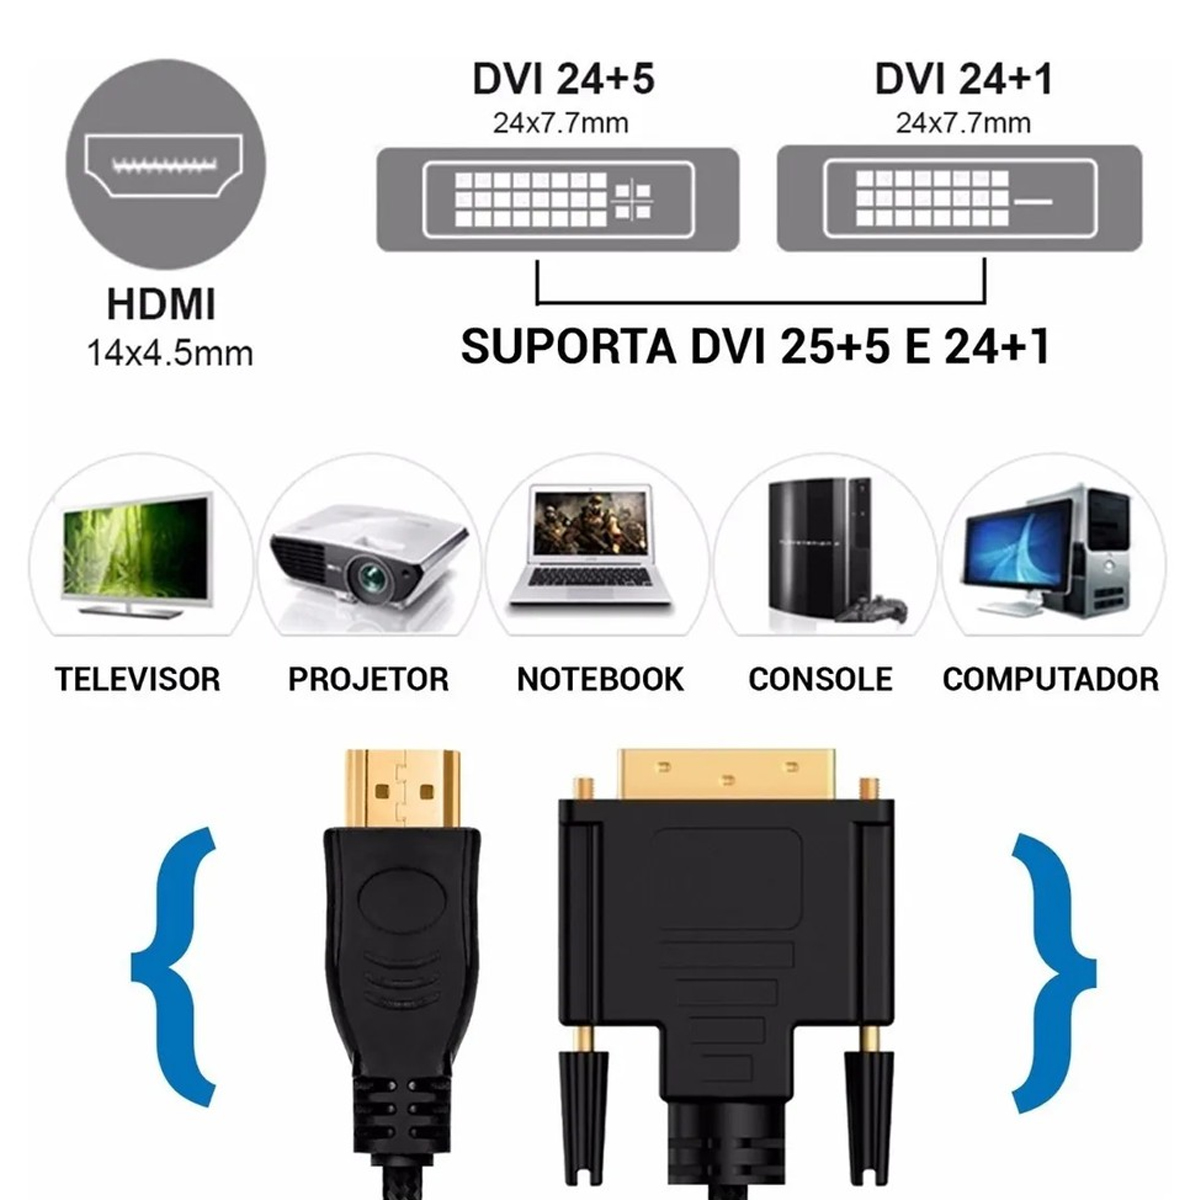 DVI 24+5
24x7.7mm
DVI 24+1
24x7.7mm
HDMI
14x4.5mm
SUPORTA DVI 25+5 E 24+1
TELEVISOR
PROJETOR
NOTEBOOK
CONSOLE
COMPUTADOR